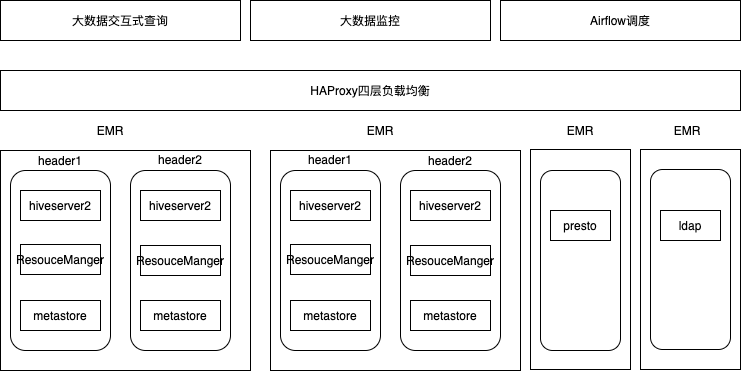 大数据交互式查询
大数据监控
Airflow调度
HAProxy四层负载均衡
EMR
EMR
EMR
EMR
header1
header2
header1
header2
hiveserver2
hiveserver2
hiveserver2
hiveserver2
presto
ldap
ResouceManger
ResouceManger
ResouceManger
ResouceManger
metastore
metastore
metastore
metastore